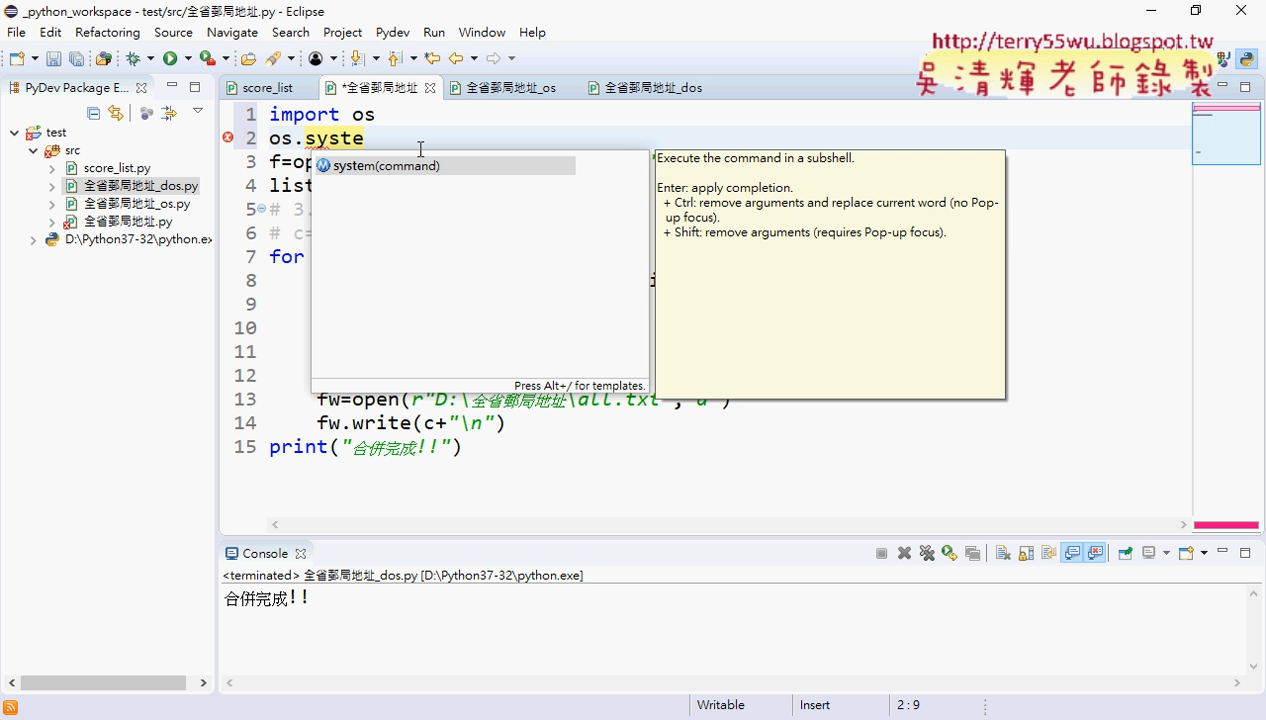 _python_workspace - test/src/全省郵局地址.py - Eclipse
File Edit Refactoring Source Navigate Search Project Pydev Run Window Help
http://terry55wu.blogspot.tw
吳清輝老師錄製
PyDev Package E...
score_list
*全省郵局地址
全省郵局地址_os
全省郵局地址_dos
test
src
score_list.py
全省郵局地址_dos.py
全省郵局地址_os.py
全省郵局地址.py
D:\Python37-32\python.ex
1 import os
2 os.syste
3 f=op
4 list
5 # 3.
6 # c=
7 for
8
9
10
11
12
13 fw=open(r"D:\全省郵局地址\all.txt","a")
14 fw.write(c+"\n")
15 print("合併完成!!")
system(command)
Press Alt+/ for templates.
Execute the command in a subshell.
Enter: apply completion.
+ Ctrl: remove arguments and replace current word (no Pop-
up focus).
+ Shift: remove arguments (requires Pop-up focus).
Console
<terminated> 全省郵局地址_dos.py [D:\Python37-32\python.exe]
合併完成!!
Writable Insert 2 : 9